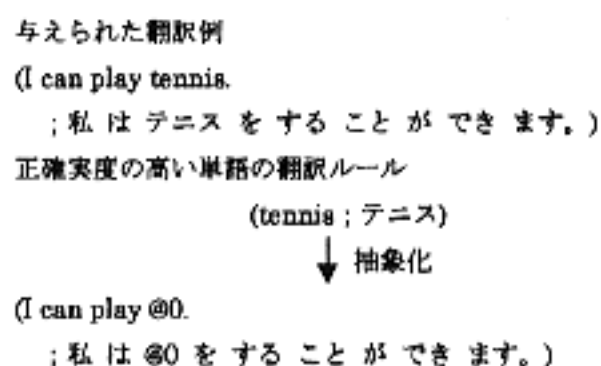 与えられた翻訳例
(I can play tennis.
;私 は テニス を する こと が でき ます。)
正確実度の高い単語の翻訳ルール
(tennis ; テニス)
抽象化
(I can play @0.
;私 は @0 を する こと が でき ます。)